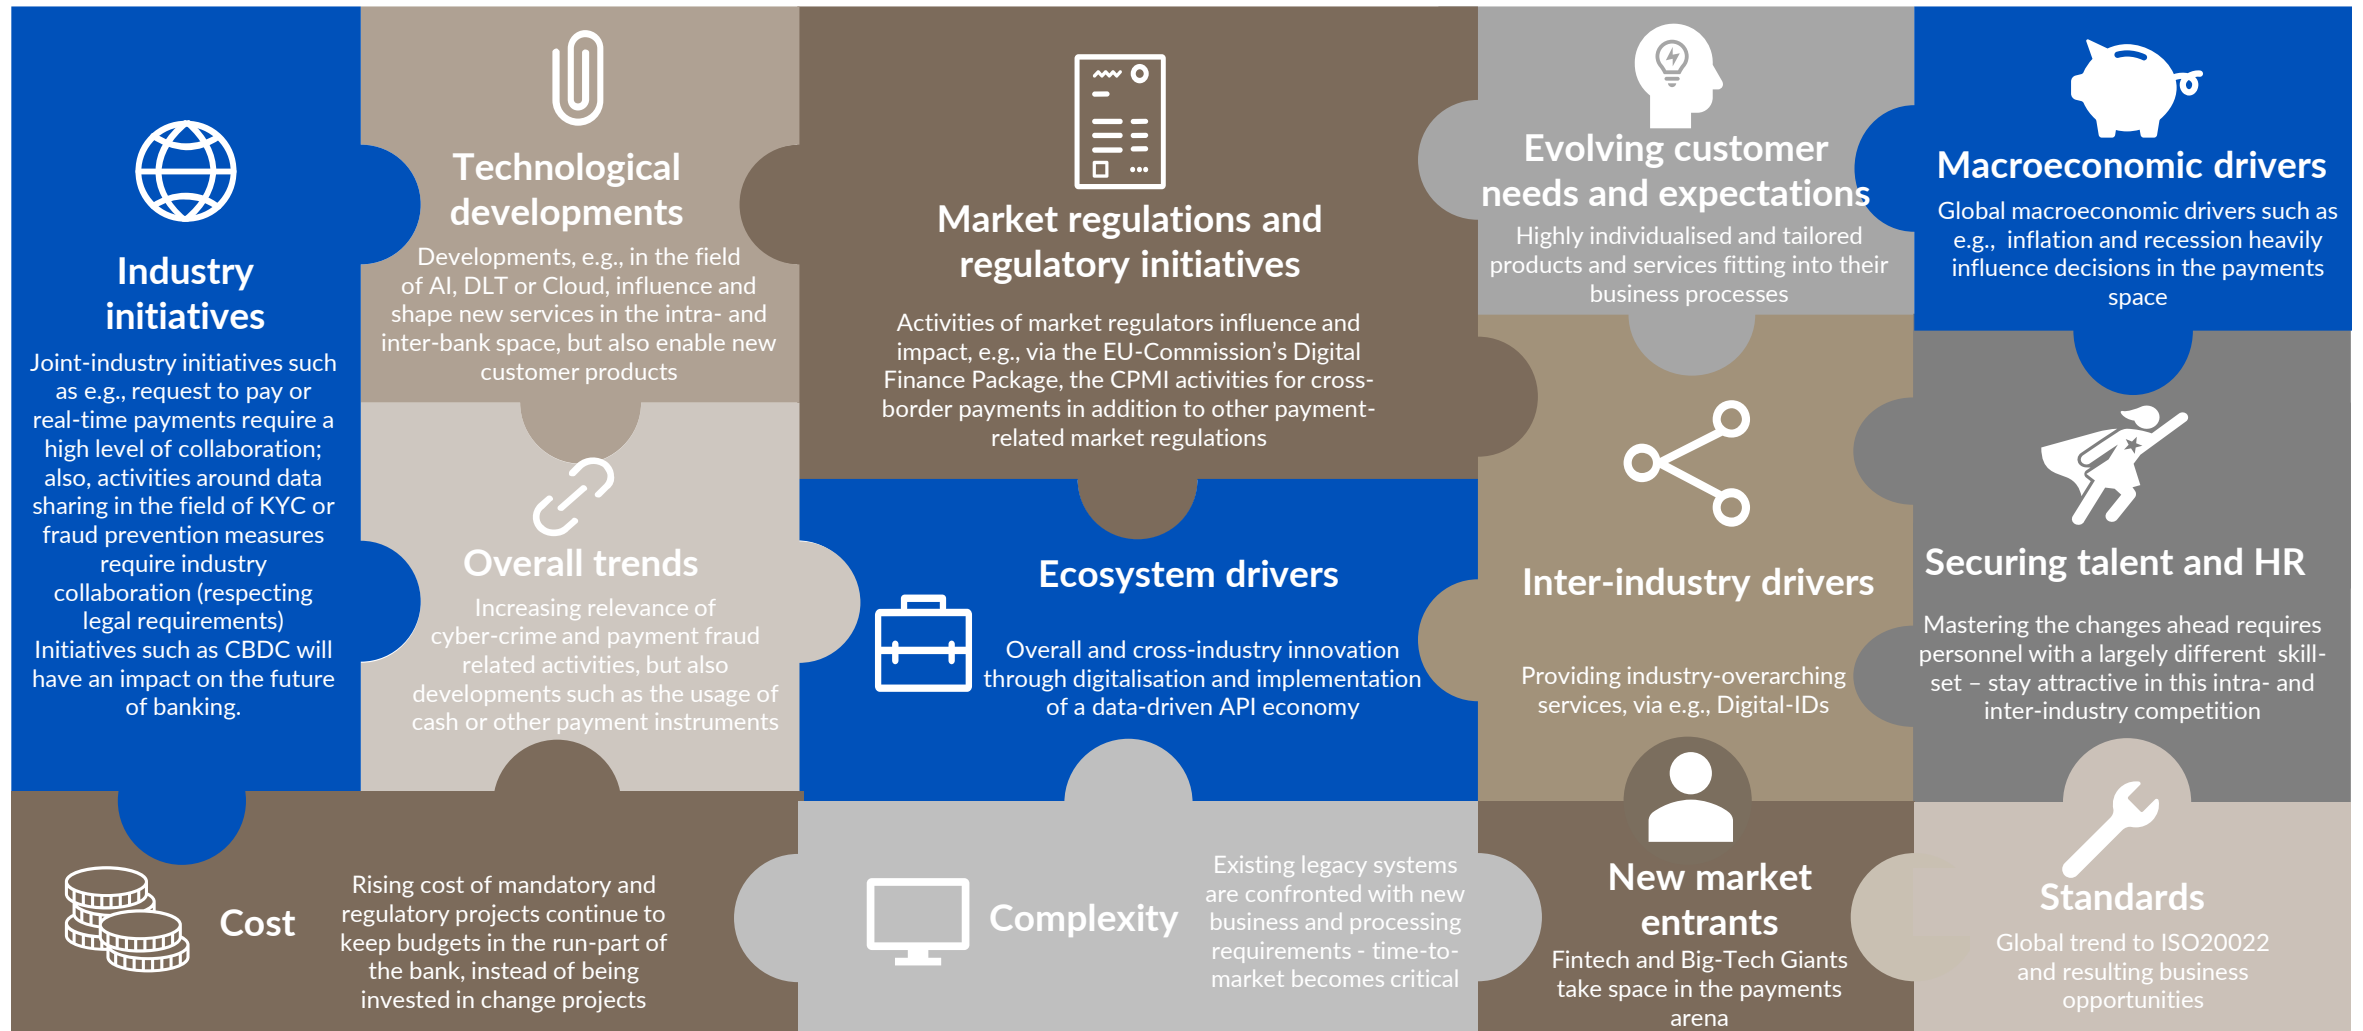 Industry
initiatives
Joint-industry initiatives such
as e.g., request to pay or
real-time payments require a
high level of collaboration;
also, activities around data
sharing in the field of KYC or
fraud prevention measures
require industry
collaboration (respecting
legal requirements)
Initiatives such as CBDC will
have an impact on the future
of banking.
Technological
developments
Developments, e.g., in the field
of AI, DLT or Cloud, influence and
shape new services in the intra- and
inter-bank space, but also enable new
customer products
Market regulations and
regulatory initiatives
Activities of market regulators influence and
impact, e.g., via the EU-Commission's Digital
Finance Package, the CPMI activities for cross-
border payments in addition to other payment-
related market regulations
Evolving customer
needs and expectations
Highly individualised and tailored
products and services fitting into their
business processes
Macroeconomic drivers
Global macroeconomic drivers such as
e.g., inflation and recession heavily
influence decisions in the payments
space
Overall trends
Increasing relevance of
cyber-crime and payment fraud
related activities, but also
developments such as the usage of
cash or other payment instruments
Ecosystem drivers
Overall and cross-industry innovation
through digitalisation and implementation
of a data-driven API economy
Inter-industry drivers
Providing industry-overarching
services, via e.g., Digital-IDs
Securing talent and HR
Mastering the changes ahead requires
personnel with a largely different skill-
set – stay attractive in this intra- and
inter-industry competition
Cost
Rising cost of mandatory and
regulatory projects continue to
keep budgets in the run-part of
the bank, instead of being
invested in change projects
Complexity
Existing legacy systems
are confronted with new
business and processing
requirements - time-to-
market becomes critical
New market
entrants
Fintech and Big-Tech Giants
take space in the payments
arena
Standards
Global trend to ISO20022
and resulting business
opportunities